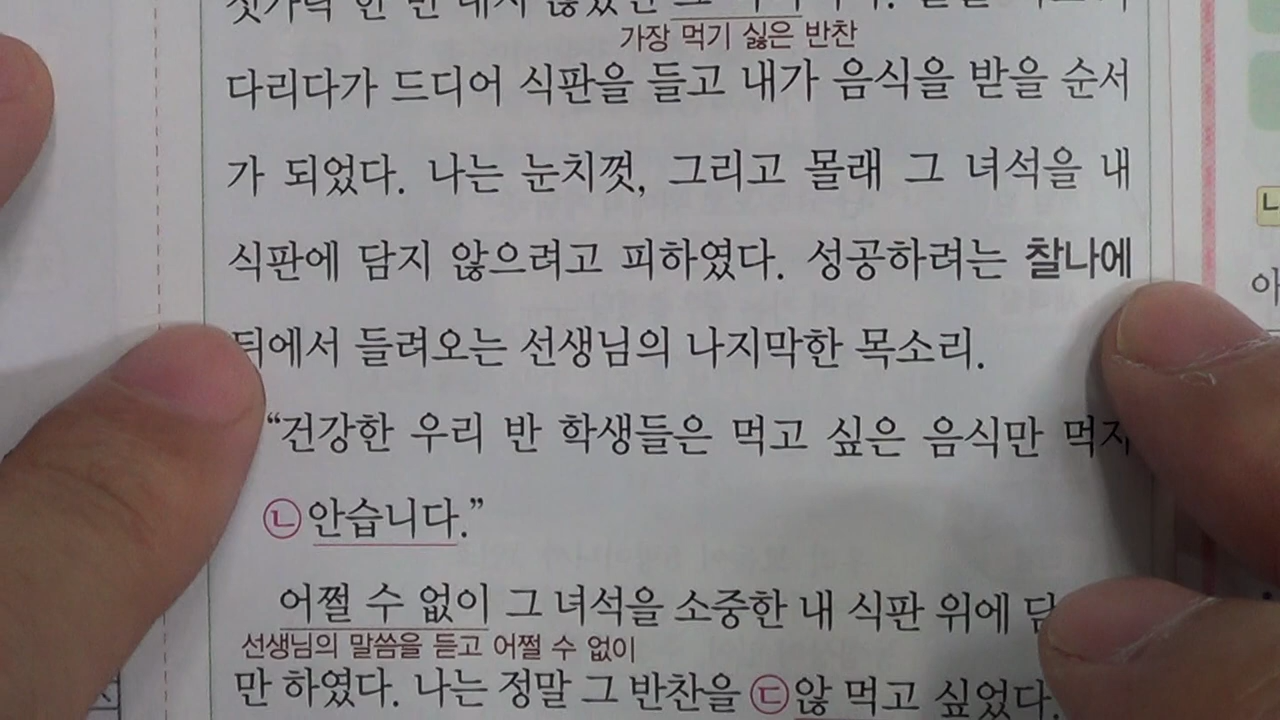 가장 먹기 싫은 반찬
다리다가 드디어 식판을 들고 내가 음식을 받을 순서
가 되었다. 나는 눈치껏, 그리고 몰래 그 녀석을 내
식판에 담지 않으려고 피하였다. 성공하려는 찰나에
뒤에서 들려오는 선생님의 나지막한 목소리.
“건강한 우리 반 학생들은 먹고 싶은 음식만 먹지
㉡안습니다.”
어쩔 수 없이 그 녀석을 소중한 내 식판 위에
선생님의 말씀을 듣고 어쩔 수 없이
만 하였다. 나는 정말 그 반찬을 ㉢않 먹고 싶었다.